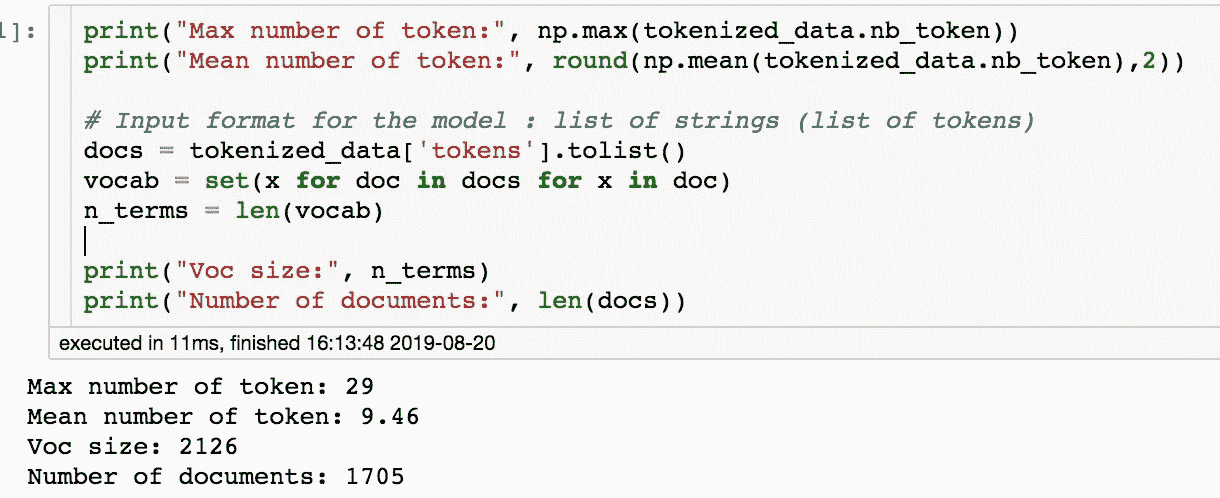 1]:
print("Max number of token:", np.max(tokenized_data.nb_token))
print("Mean number of token:", round(np.mean(tokenized_data.nb_token),2))
# Input format for the model : list of strings (list of tokens)
docs = tokenized_data['tokens'].tolist()
vocab = set(x for doc in docs for x in doc)
n_terms = len(vocab)
print("Voc size:", n_terms)
print("Number of documents:", len(docs))
executed in 11ms, finished 16:13:48 2019-08-20
Max number of token: 29
Mean number of token: 9.46
Voc size: 2126
Number of documents: 1705